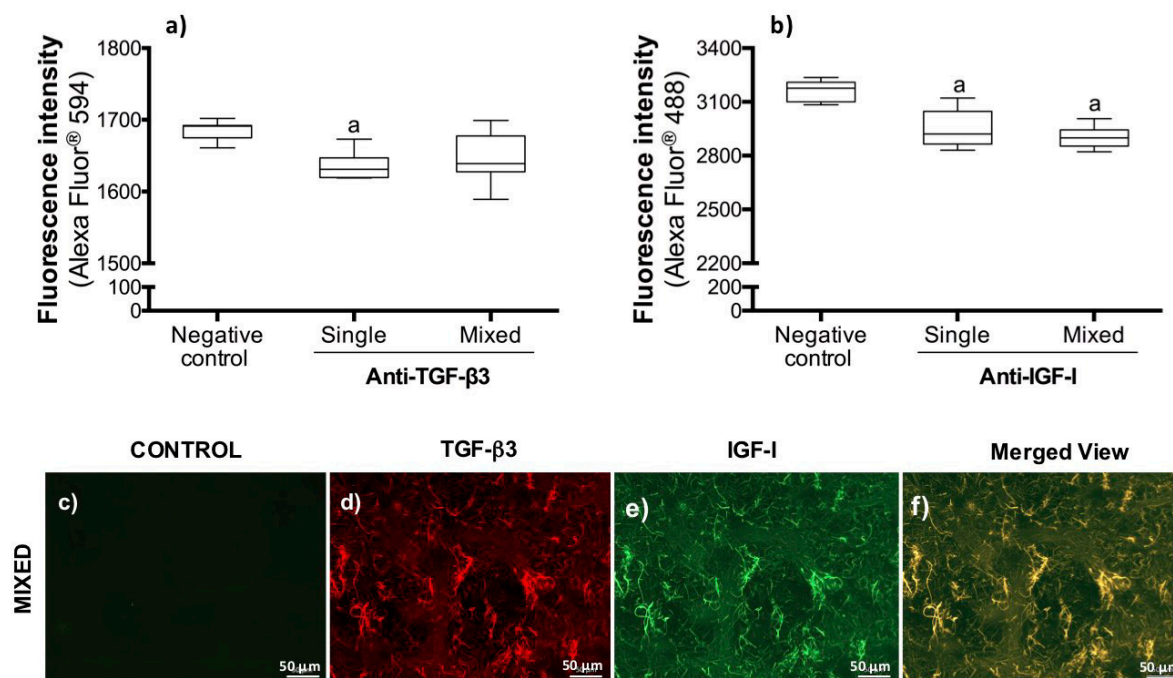 a)
Fluorescence intensity
(Alexa Fluor® 594)
1800
1700
1600
1500
100
0
a
Negative
control
Single
Mixed
Anti-TGF-β3
b)
Fluorescence intensity
(Alexa Fluor® 488)
3400
3100
2800
2500
2200
200
0
a
a
Negative
control
Single
Mixed
Anti-IGF-I
CONTROL
TGF-β3
IGF-I
Merged View
MIXED
c)
d)
e)
f)
50 µm
50 µm
50 µm
50 µm